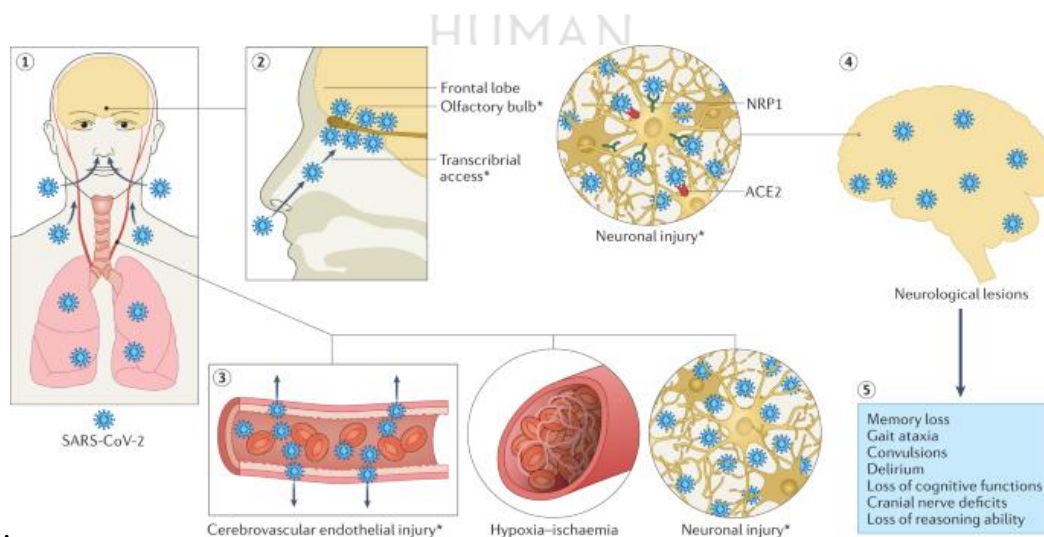 HUMAN
①
②
Frontal lobe
Olfactory bulb*
Transcribrial
access*
NRP1
ACE2
Neuronal injury*
④
Neurological lesions
SARS-CoV-2
③
Cerebrovascular endothelial injury*
Hypoxia–ischaemia
Neuronal injury*
⑤
Memory loss
Gait ataxia
Convulsions
Delirium
Loss of cognitive functions
Cranial nerve deficits
Loss of reasoning ability